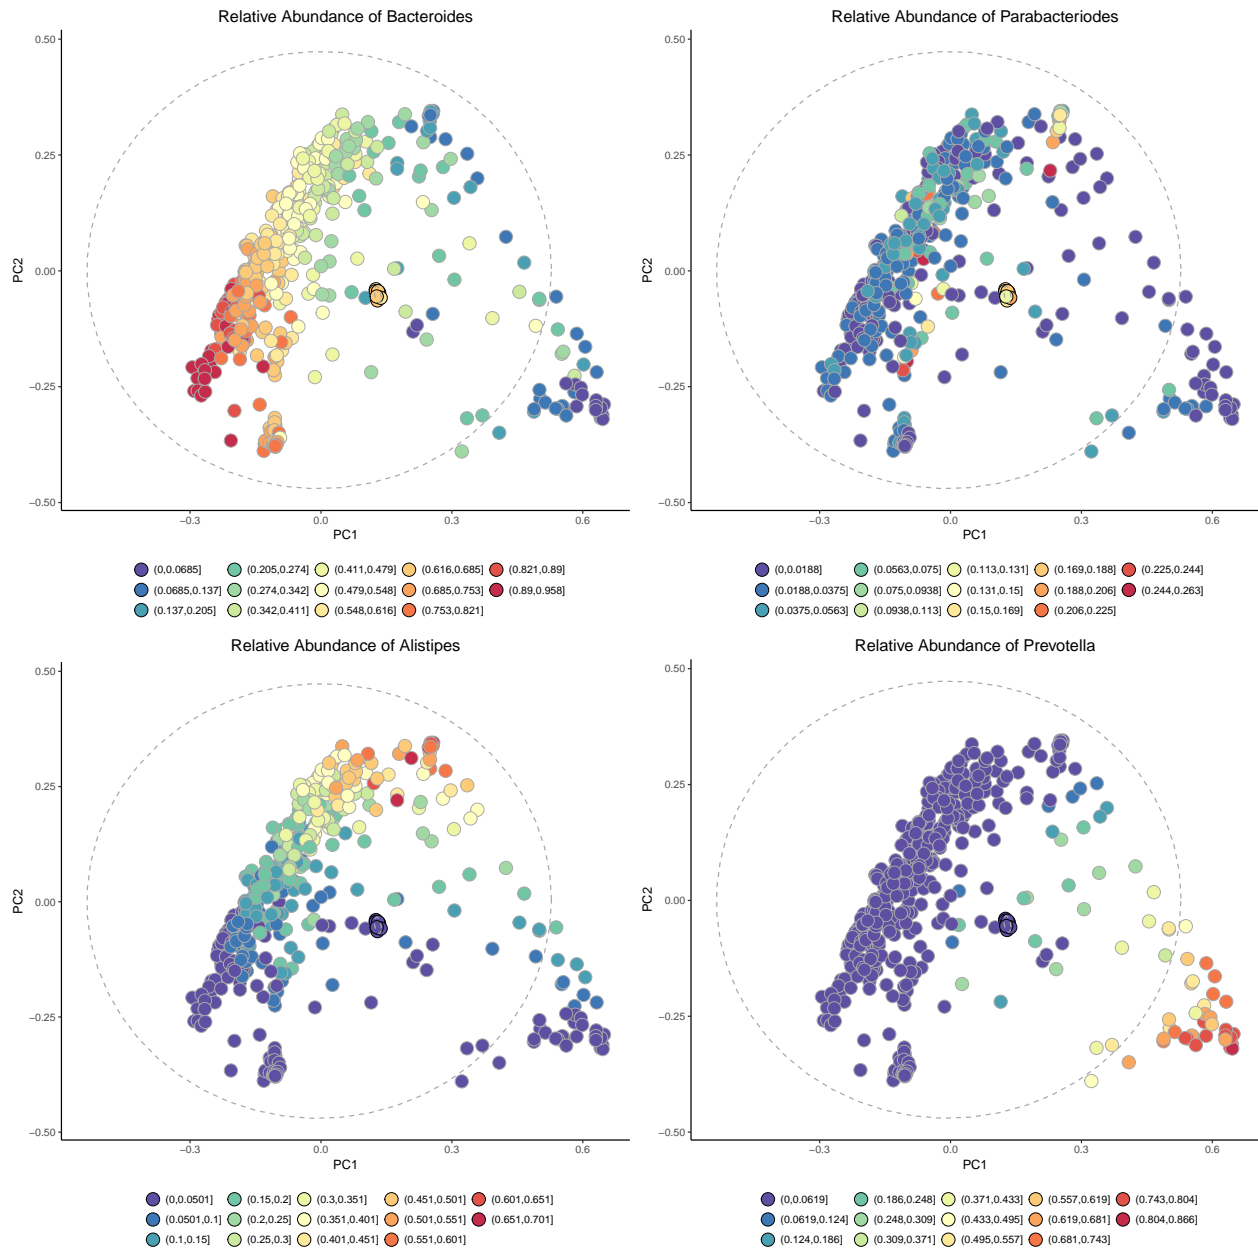 Relative Abundance of Bacteroides
0.50
0.25
0.00
−0.25
−0.50
PC2
−0.3
0.0
0.3
0.6
PC1
(0,0.0685] (0.205,0.274] (0.411,0.479] (0.616,0.685] (0.821,0.89]
(0.0685,0.137] (0.274,0.342] (0.479,0.548] (0.685,0.753] (0.89,0.958]
(0.137,0.205] (0.342,0.411] (0.548,0.616] (0.753,0.821]
Relative Abundance of Parabacteriodes
0.50
0.25
0.00
−0.25
−0.50
PC2
−0.3
0.0
0.3
0.6
PC1
(0,0.0188] (0.0563,0.075] (0.113,0.131] (0.169,0.188] (0.225,0.244]
(0.0188,0.0375] (0.075,0.0938] (0.131,0.15] (0.188,0.206] (0.244,0.263]
(0.0375,0.0563] (0.0938,0.113] (0.15,0.169] (0.206,0.225]
Relative Abundance of Alistipes
0.50
0.25
0.00
−0.25
−0.50
PC2
−0.3
0.0
0.3
0.6
PC1
(0,0.0501] (0.15,0.2] (0.3,0.351] (0.451,0.501] (0.601,0.651]
(0.0501,0.1] (0.2,0.25] (0.351,0.401] (0.501,0.551] (0.651,0.701]
(0.1,0.15] (0.25,0.3] (0.401,0.451] (0.551,0.601]
Relative Abundance of Prevotella
0.50
0.25
0.00
−0.25
−0.50
PC2
−0.3
0.0
0.3
0.6
PC1
(0,0.0619] (0.186,0.248] (0.371,0.433] (0.557,0.619] (0.743,0.804]
(0.0619,0.124] (0.248,0.309] (0.433,0.495] (0.619,0.681] (0.804,0.866]
(0.124,0.186] (0.309,0.371] (0.495,0.557] (0.681,0.743]